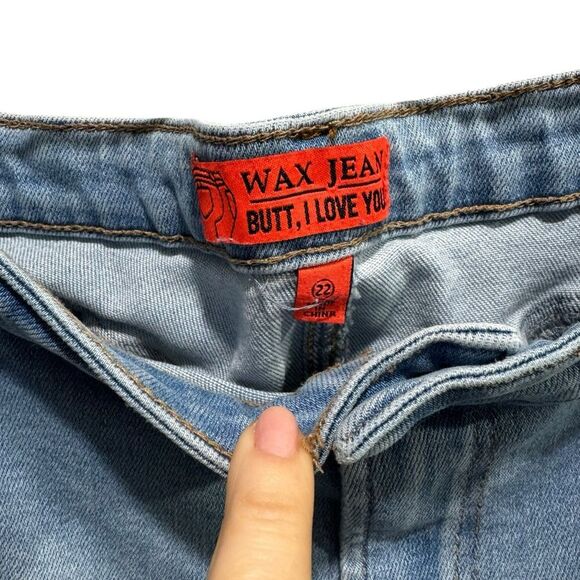 WAX JEAN
BUTT, I LOVE YOU
22
CHINA